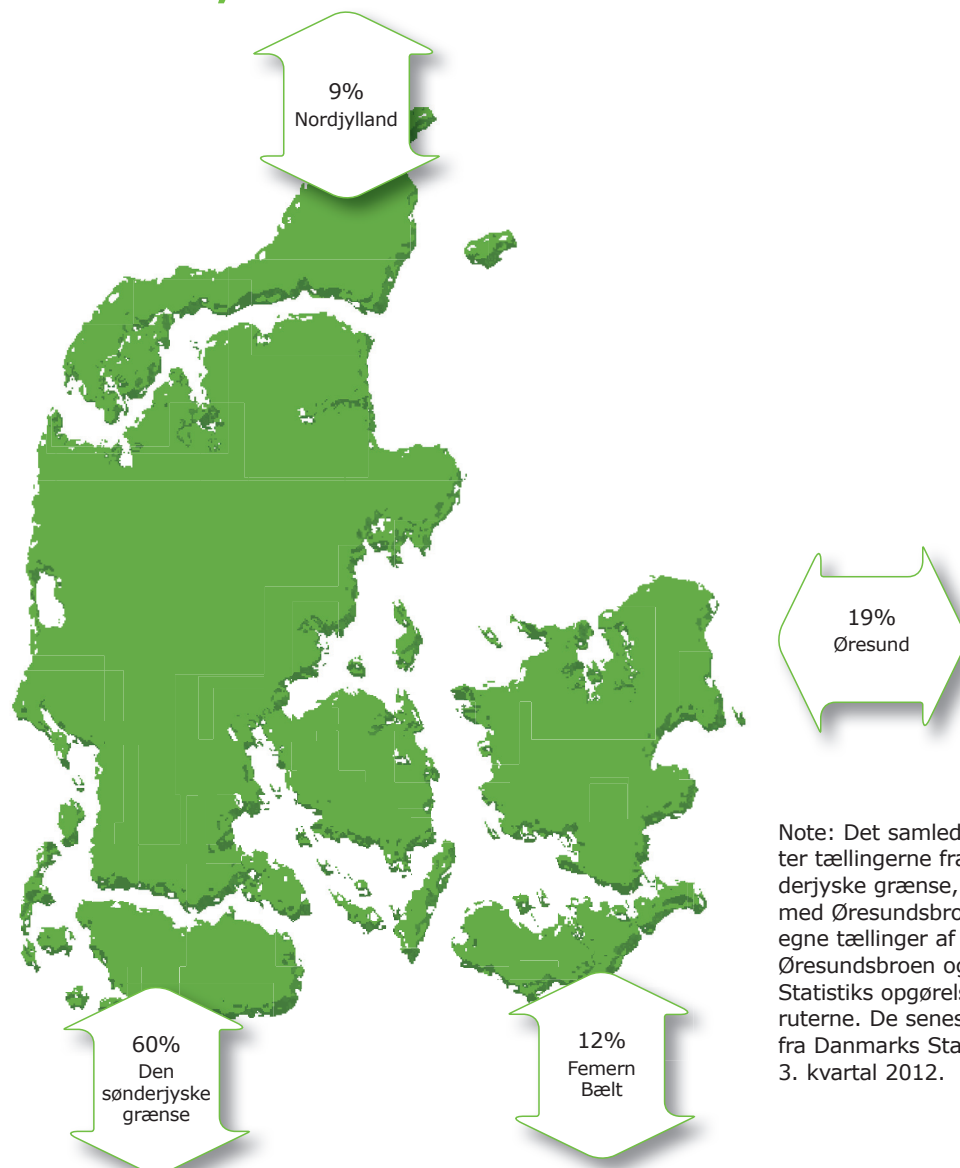 9%
Nordjylland
19%
Øresund
Note: Det samled
ter tællingerne fra
derjyske grænse,
med Øresundsbro
egne tællinger af
Øresundsbroen og
Statistiks opgørels
ruterne. De senes
fra Danmarks Sta
3. kvartal 2012.
60%
Den
sønderjyske
grænse
12%
Femern
Bælt